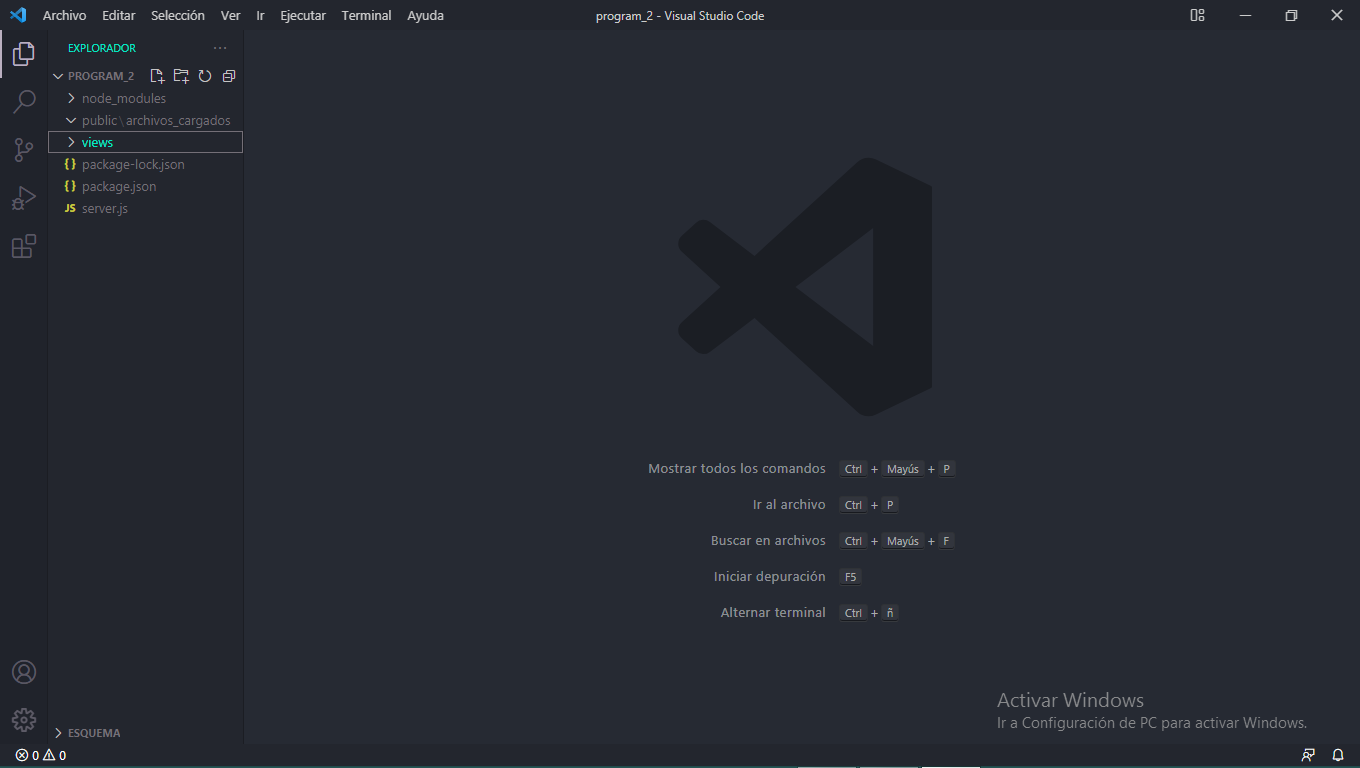 Archivo Editar Selección Ver Ir Ejecutar Terminal Ayuda program_2 - Visual Studio Code
EXPLORADOR ...
PROGRAM_2
node_modules
public\archivos_cargados
views
{} package-lock.json
{} package.json
JS server.js
Mostrar todos los comandos Ctrl + Mayús + P
Ir al archivo Ctrl + P
Buscar en archivos Ctrl + Mayús + F
Iniciar depuración F5
Alternar terminal Ctrl + ñ
Activar Windows
Ir a Configuración de PC para activar Windows.
ESQUEMA
0 0